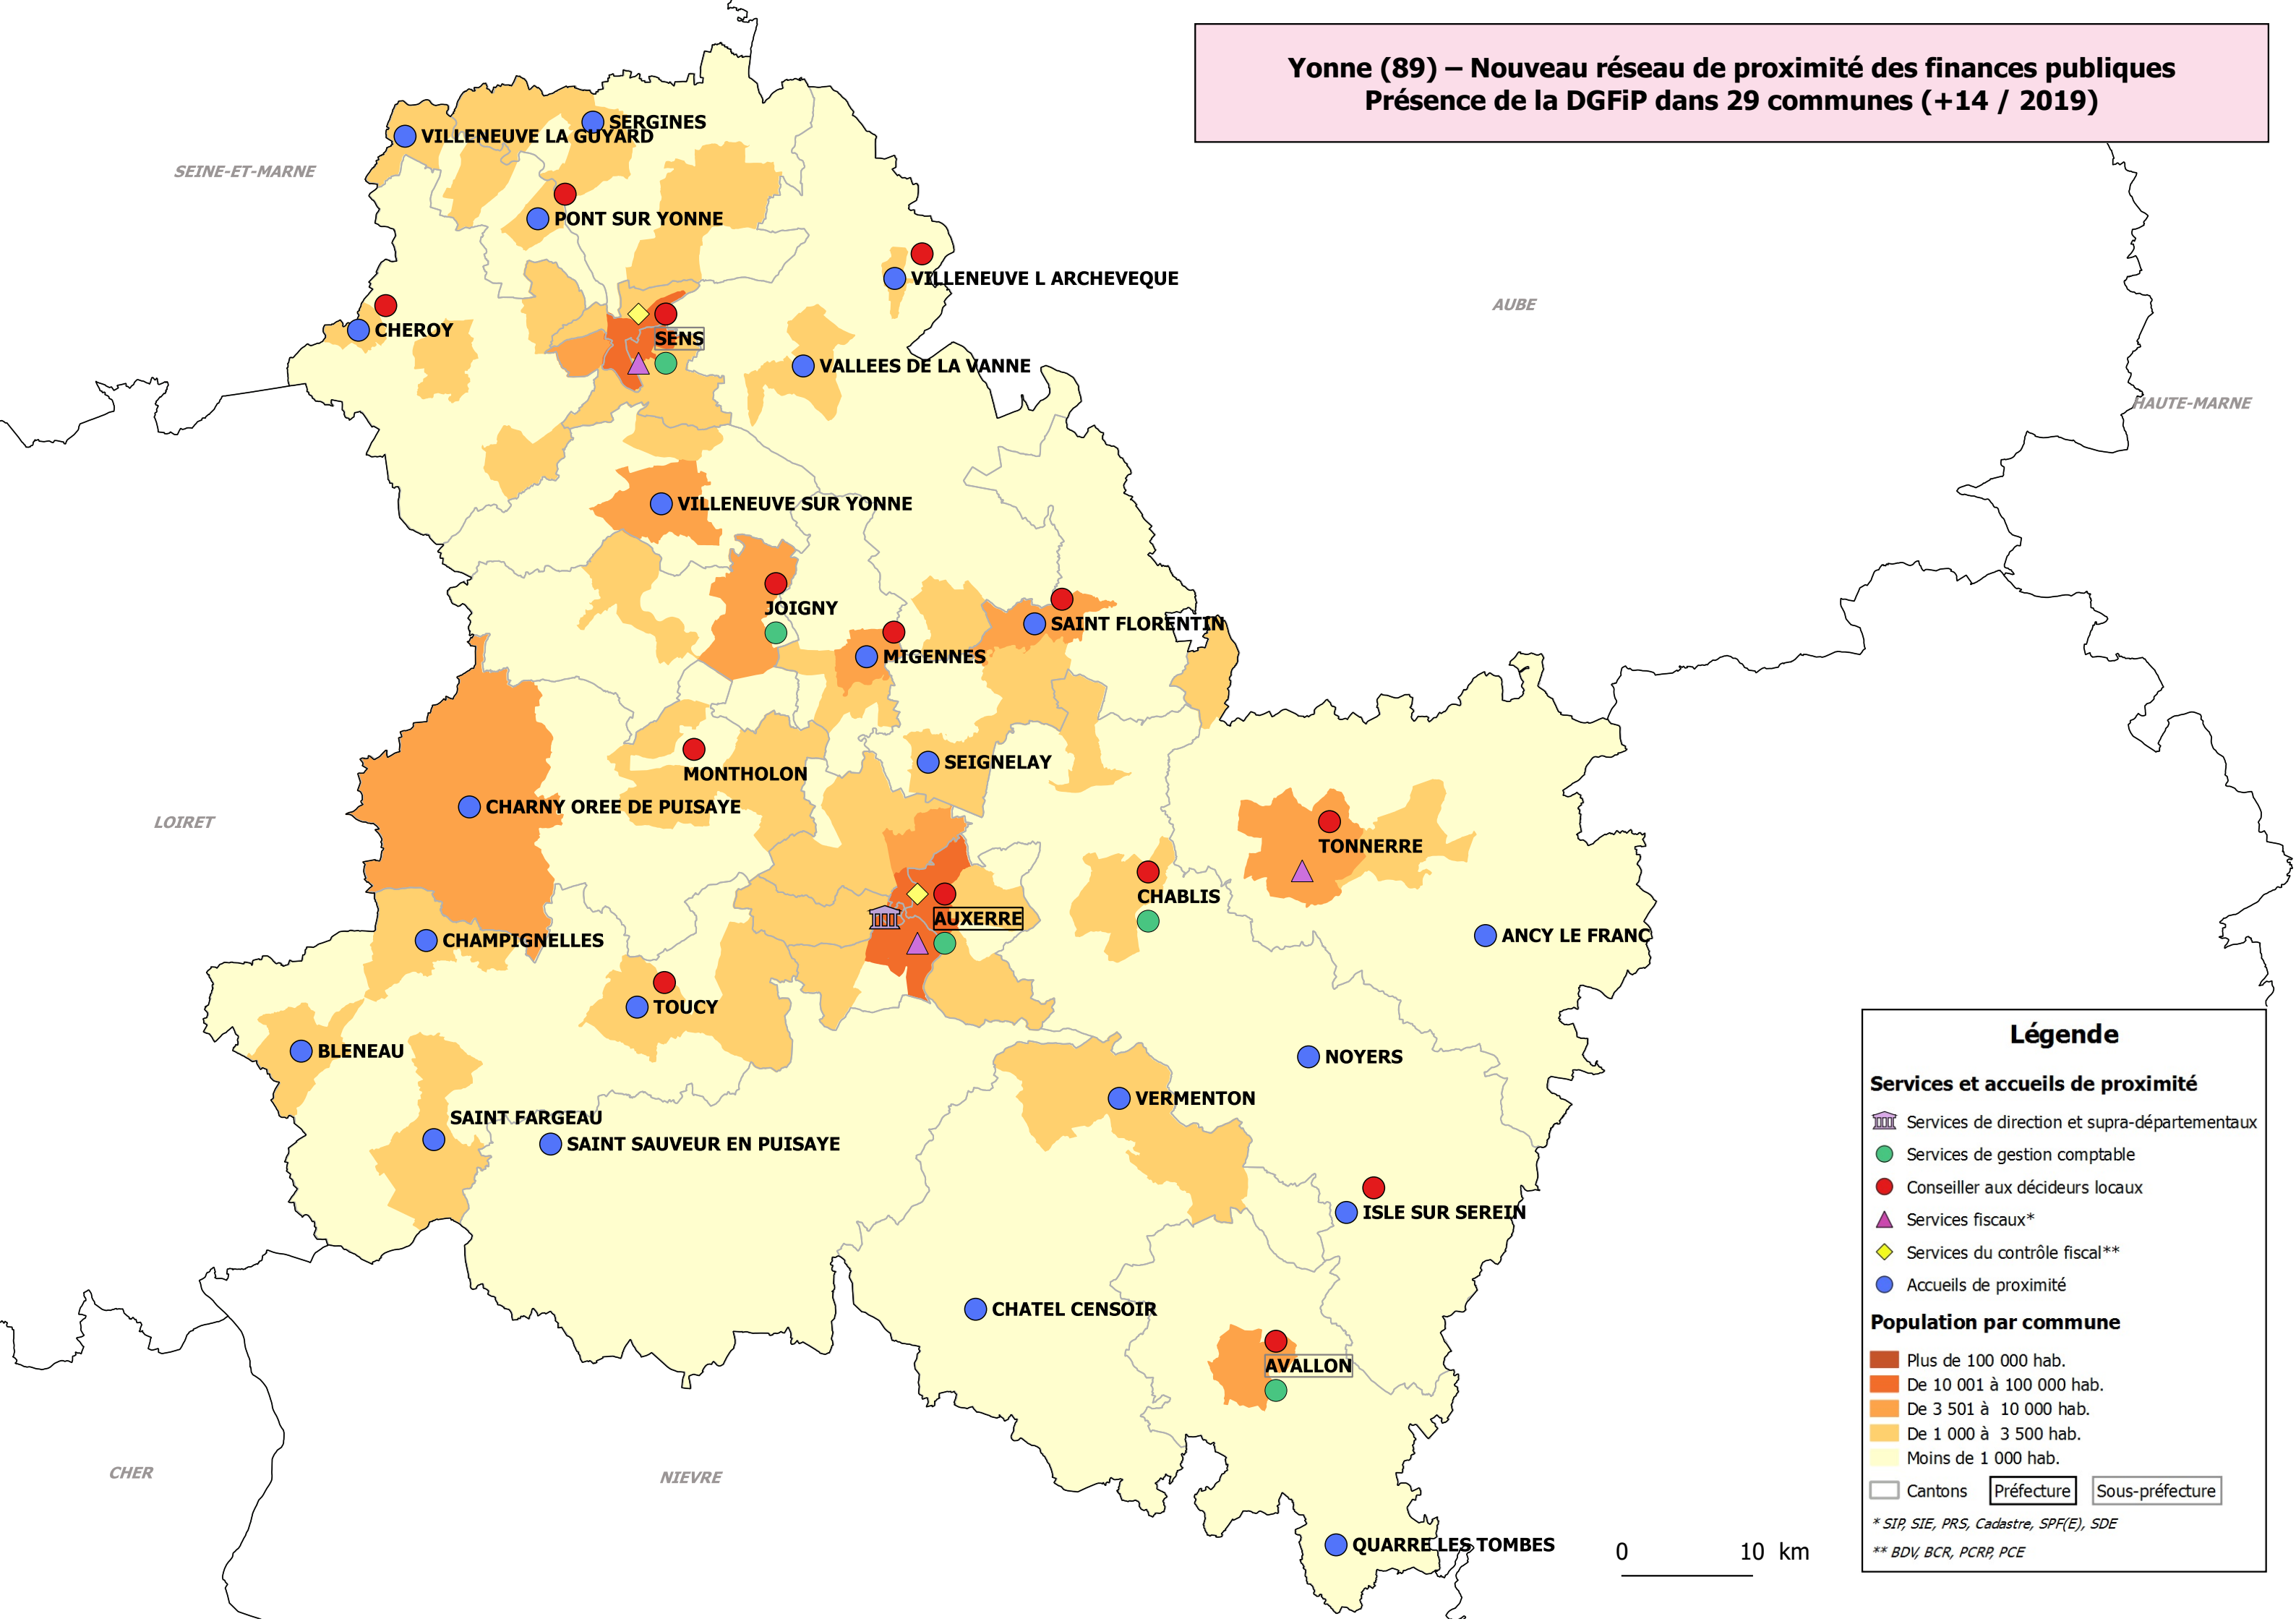 Yonne (89) – Nouveau réseau de proximité des finances publiques
Présence de la DGFiP dans 29 communes (+14 / 2019)
SERGINES
VILLENEUVE LA GUYARD
SEINE-ET-MARNE
PONT SUR YONNE
VILLENEUVE L ARCHEVEQUE
AUBE
CHEROY
SENS
VALLEES DE LA VANNE
HAUTE-MARNE
VILLENEUVE SUR YONNE
JOIGNY
SAINT FLORENTIN
MIGENNES
SEIGNELAY
MONTHOLON
CHARNY OREE DE PUISAYE
LOIRET
TONNERRE
CHABLIS
AUXERRE
ANCY LE FRANC
CHAMPIGNELLES
TOUCY
BLENEAU
NOYERS
VERMENTON
SAINT FARGEAU
SAINT SAUVEUR EN PUISAYE
ISLE SUR SEREIN
CHATEL CENSOIR
AVALLON
CHER
NIEVRE
QUARRE LES TOMBES
0 10 km
Légende
Services et accueils de proximité
Services de direction et supra-départementaux
Services de gestion comptable
Conseiller aux décideurs locaux
Services fiscaux*
Services du contrôle fiscal**
Accueils de proximité
Population par commune
Plus de 100 000 hab.
De 10 001 à 100 000 hab.
De 3 501 à 10 000 hab.
De 1 000 à 3 500 hab.
Moins de 1 000 hab.
Cantons Préfecture Sous-préfecture
* SIP, SIE, PRS, Cadastre, SPF(E), SDE
** BDV, BCR, PCRP, PCE